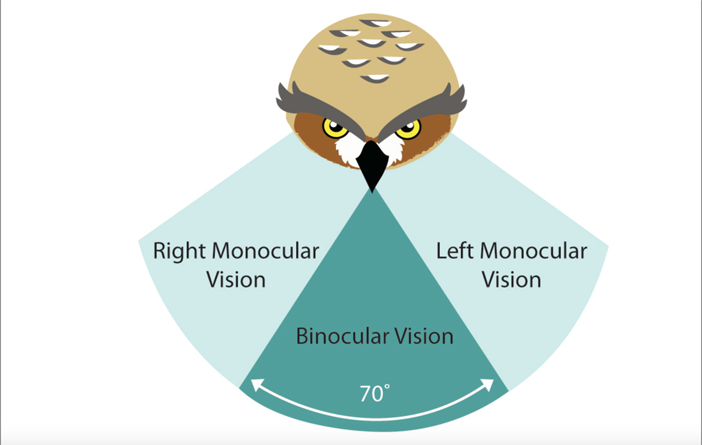 Right Monocular
Vision
Left Monocular
Vision
Binocular Vision
70°